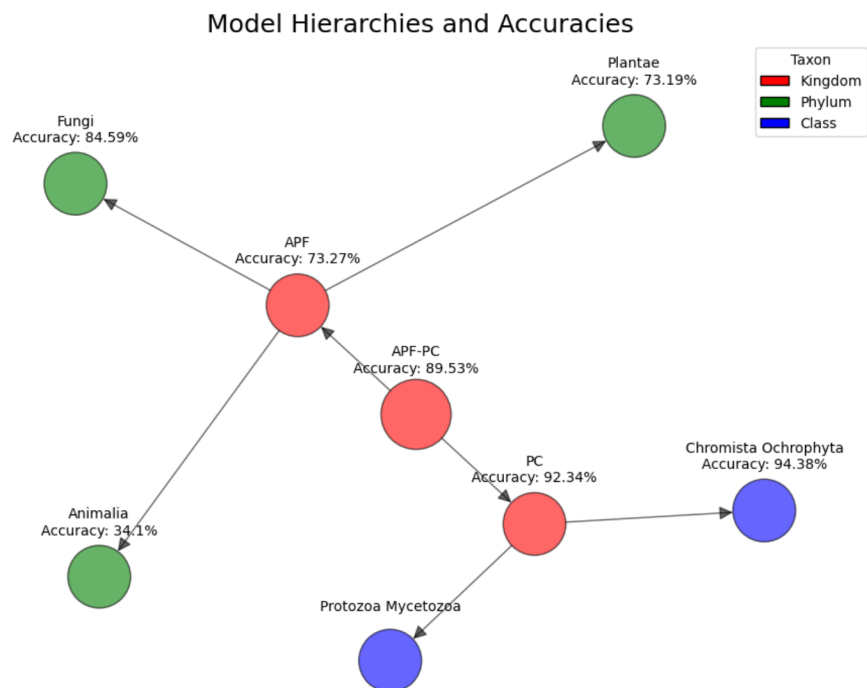 Model Hierarchies and Accuracies
Taxon
Kingdom
Phylum
Class
Plantae
Accuracy: 73.19%
Fungi
Accuracy: 84.59%
APF
Accuracy: 73.27%
APF-PC
Accuracy: 89.53%
PC
Accuracy: 92.34%
Chromista Ochrophyta
Accuracy: 94.38%
Animalia
Accuracy: 34.1%
Protozoa Mycetozoa